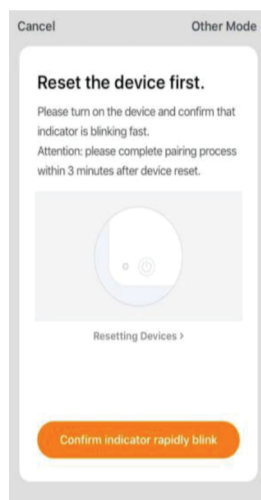 Cancel Other Mode
Reset the device first.
Please turn on the device and confirm that
indicator is blinking fast.
Attention: please complete pairing process
within 3 minutes after device reset.
Resetting Devices >
Confirm indicator rapidly blink